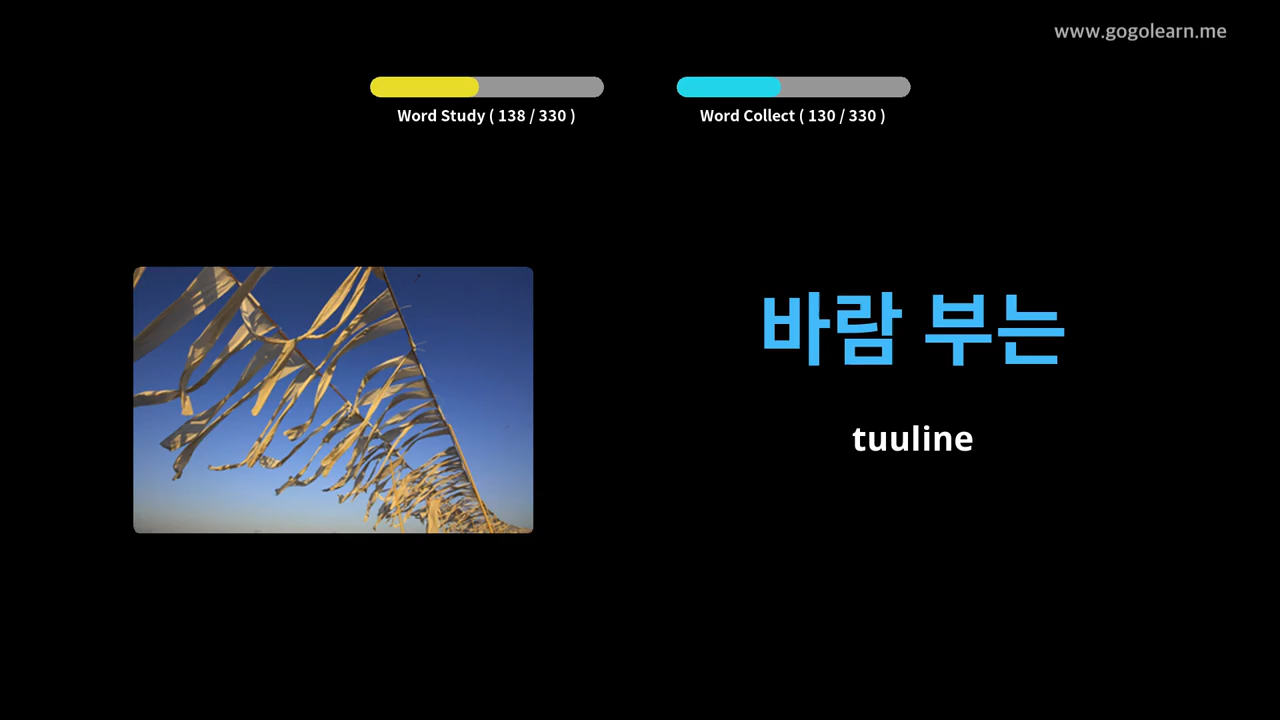 www.gogolearn.me
Word Study ( 138 / 330 )
Word Collect ( 130 / 330 )
바람 부는
tuuline